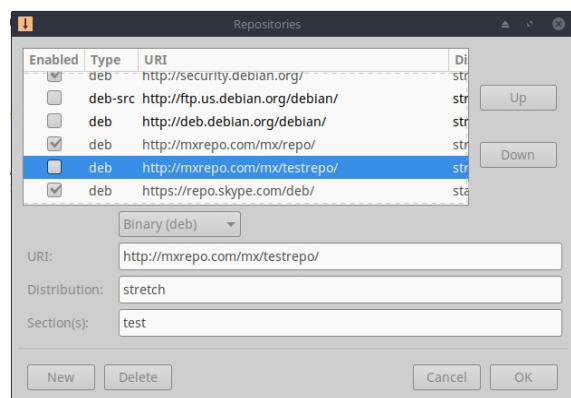 Repositories
Enabled Type URI Di
deb http://security.debian.org/ str
deb-src http://ftp.us.debian.org/debian/ str
deb http://deb.debian.org/debian/ str
deb http://mxrepo.com/mx/repo/ str
deb http://mxrepo.com/mx/testrepo/ str
deb https://repo.skype.com/deb/ sta
Up
Down
Binary (deb)
URI: http://mxrepo.com/mx/testrepo/
Distribution: stretch
Section(s): test
New Delete Cancel OK